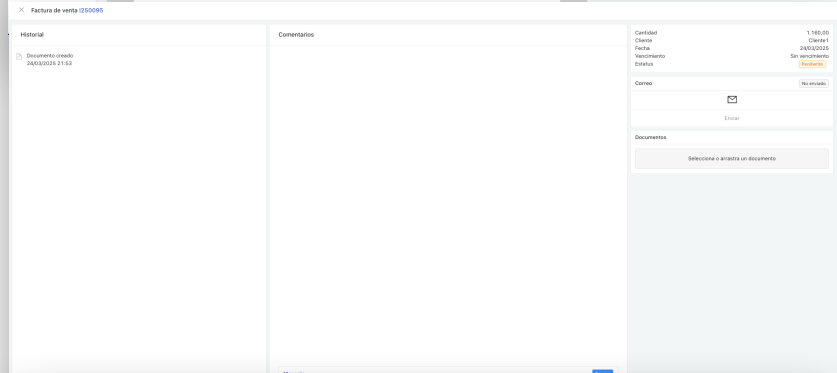 Factura de venta I250095
Historial
Documento creado
24/03/2025 21:53
Comentarios
Cantidad 1.160,00
Cliente Cliente1
Fecha 24/03/2025
Vencimiento Sin vencimiento
Estatus Pendiente
Correo No enviado
Enviar
Documentos
Selecciona o arrastra un documento